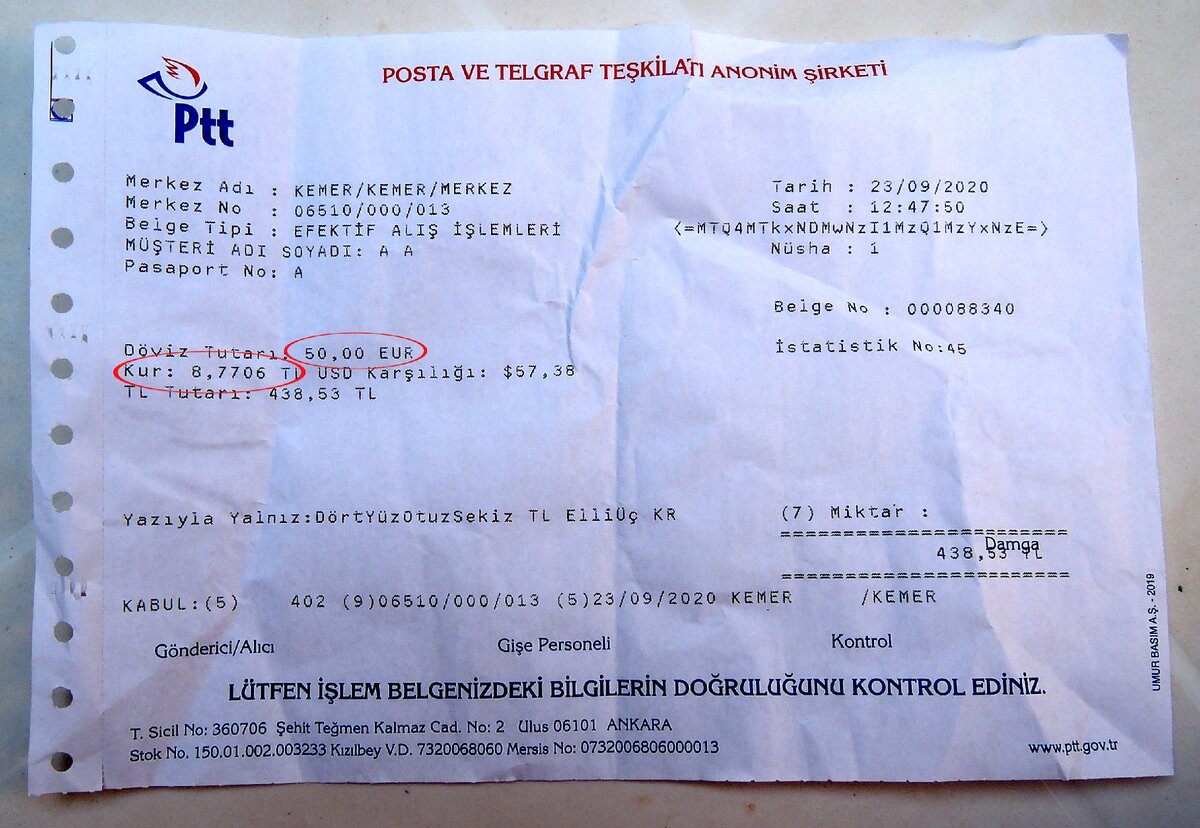 Ptt
POSTA VE TELGRAF TEŞKİLATI ANONİM ŞİRKETİ
Merkez Adı : KEMER/KEMER/MERKEZ
Merkez No : 06510/000/013
Belge Tipi : EFEKTİF ALIŞ İŞLEMLERİ
MÜŞTERİ ADI SOYADI: A A
Pasaport No: A
Tarih : 23/09/2020
Saat : 12:47:50
<=MTQ4MTkxNDMwNzI1MzQ1MzYxNzE=>
Nüsha : 1
Belge No : 000088340
İstatistik No:45
Döviz Tutarı: 50,00 EUR
Kur: 8,7706 TL USD Karşılığı: $57,38
TL Tutarı: 438,53 TL
Yazıyla Yalnız:DörtYüzOtuzSekiz TL ElliÜç KR
(7) Miktar :
Damga
438,53 TL
KABUL:(5) 402 (9)06510/000/013 (5)23/09/2020 KEMER /KEMER
Gönderici/Alıcı Gişe Personeli Kontrol
LÜTFEN İŞLEM BELGENİZDEKİ BİLGİLERİN DOĞRULUĞUNU KONTROL EDİNİZ.
T. Sicil No: 360706 Şehit Teğmen Kalmaz Cad. No: 2 Ulus 06101 ANKARA
Stok No. 150.01.002.003233 Kızılbey V.D. 7320068060 Mersis No: 0732006806000013
www.ptt.gov.tr
UMUR BASIM A.Ş. - 2019